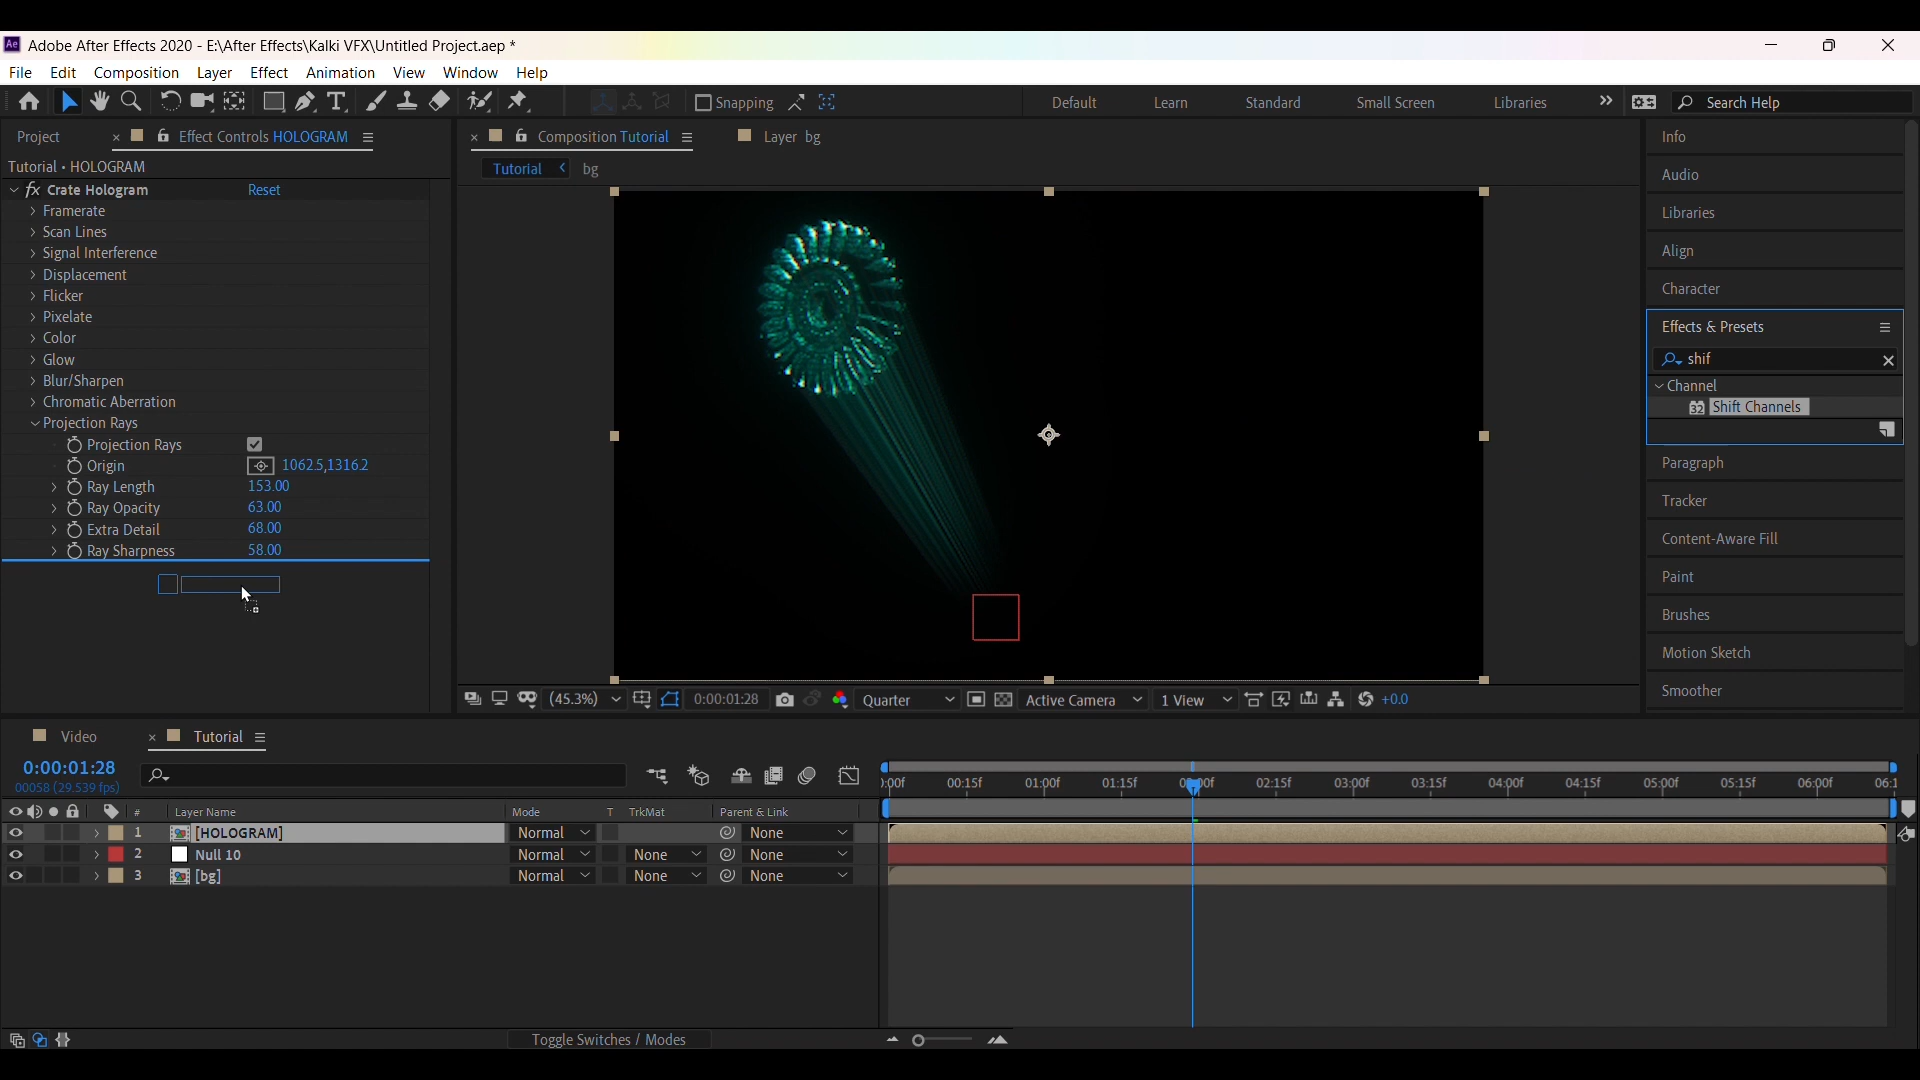 Ae Adobe After Effects 2020 - E:\After Effects\Kalki VFX\Untitled Project.aep *
File Edit Composition Layer Effect Animation View Window Help
Snapping Default Learn Standard Small Screen Libraries Search Help
Project Effect Controls HOLOGRAM Composition Tutorial Layer bg
Tutorial • HOLOGRAM
Tutorial bg
fx Crate Hologram Reset
Framerate
Scan Lines
Signal Interference
Displacement
Flicker
Pixelate
Color
Glow
Blur/Sharpen
Chromatic Aberration
Projection Rays
Projection Rays
Origin 1062.5,1316.2
Ray Length 153.00
Ray Opacity 63.00
Extra Detail 68.00
Ray Sharpness 58.00
(45.3%) 0:00:01:28 Quarter Active Camera 1 View +0.0
Info
Audio
Libraries
Align
Character
Effects & Presets
shif
Channel
32 Shift Channels
Paragraph
Tracker
Content-Aware Fill
Paint
Brushes
Motion Sketch
Smoother
Video Tutorial
0:00:01:28
00058 (29.539 fps)
:00f 00:15f 01:00f 01:15f 02:15f 03:00f 03:15f 04:00f 04:15f 05:00f 05:15f 06:00f 06:1
# Layer Name Mode T TrkMat Parent & Link
1 [HOLOGRAM] Normal None
2 Null 10 Normal None None
3 [bg] Normal None None
Toggle Switches / Modes